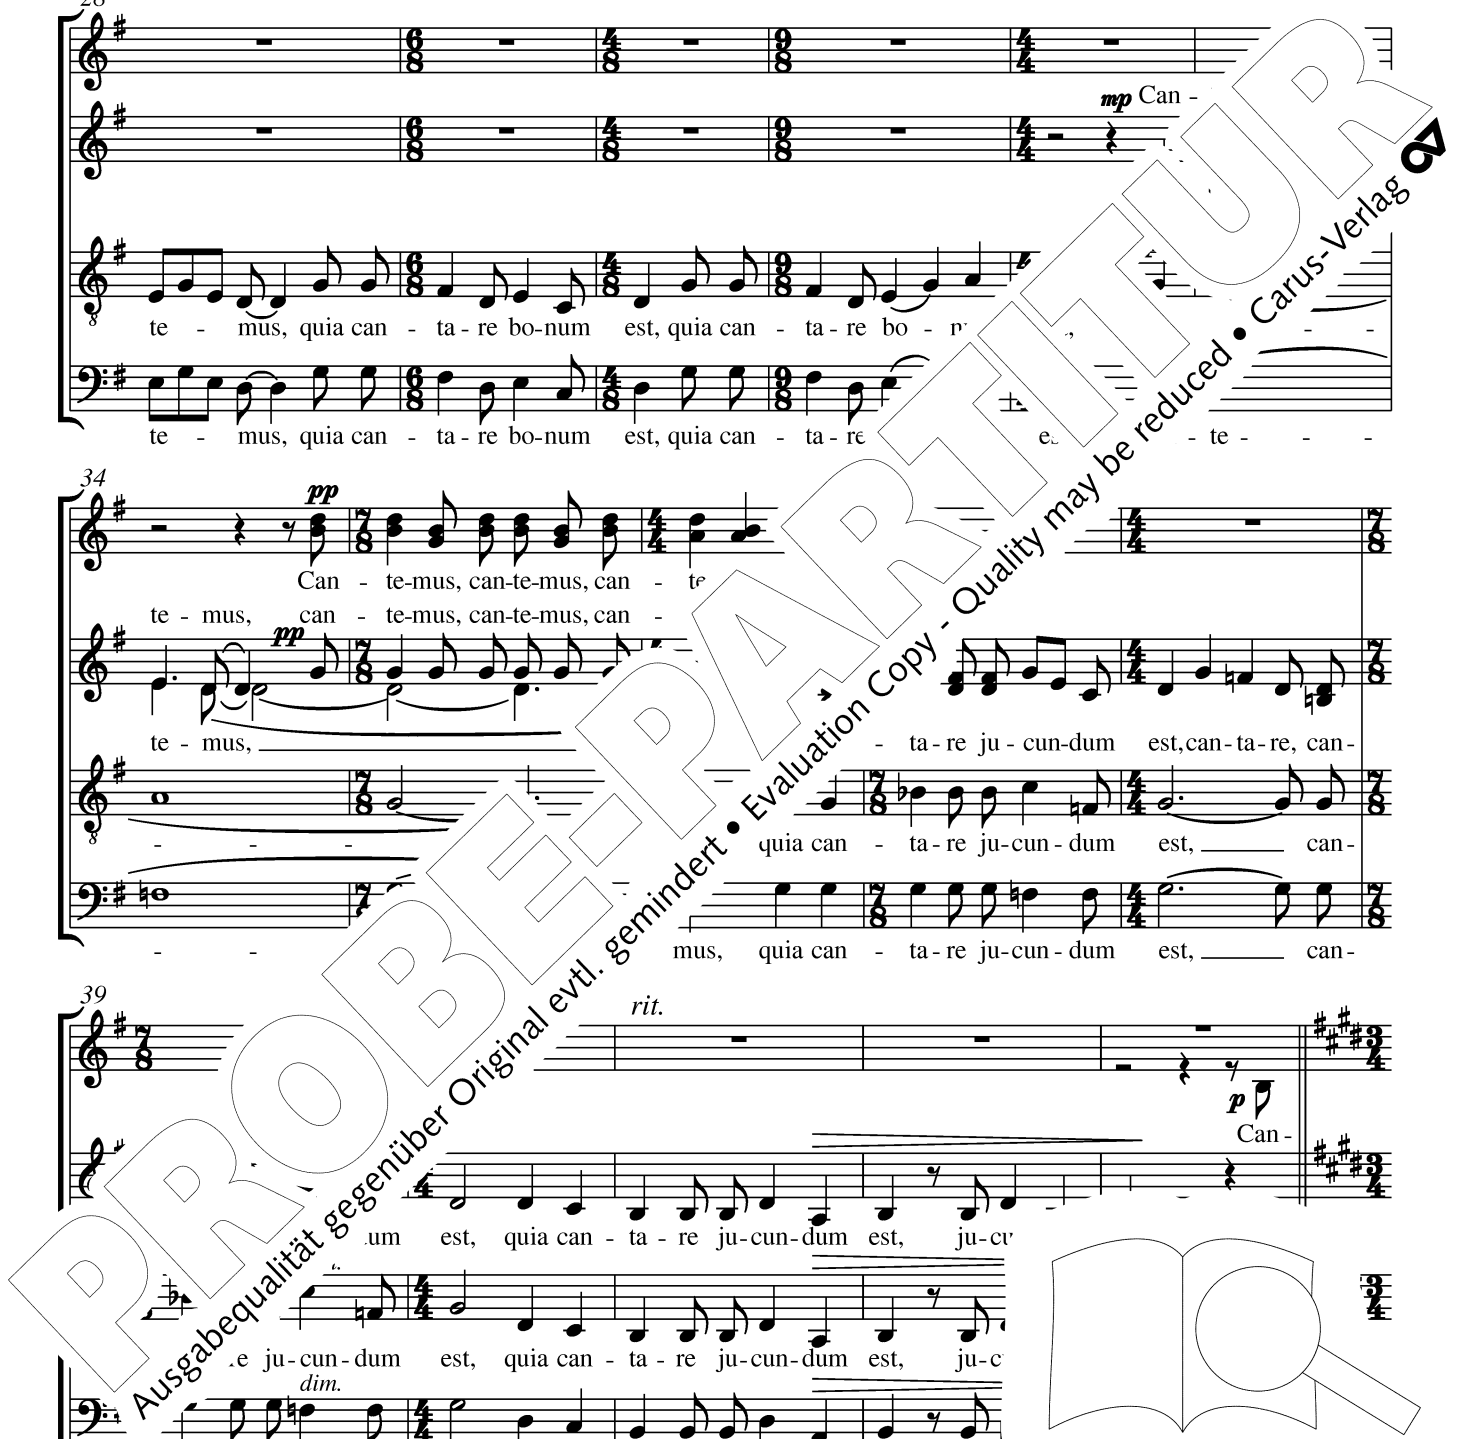 mp Can -
te - mus, quia can - ta - re bo - num est, quia can - ta - re bo -
te - mus, quia can - ta - re bo - num est, quia can - ta - re - te -
34
pp
Can - te - mus, can - te - mus, can - te
te - mus, can - te - mus, can - te - mus, can -
pp
te - mus, - ta - re ju - cun - dum est, can - ta - re, can -
quia can - ta - re ju - cun - dum est, can -
mus, quia can - ta - re ju - cun - dum est, can -
39
rit.
p
Can -
est, quia can - ta - re ju - cun - dum est,
ju - cun - dum est, quia can - ta - re ju - cun - dum est,
dim.
PROBE-PARTITUR
Ausgabequalität gegenüber Original evtl. gemindert • Evaluation Copy - Quality may be reduced • Carus-Verlag